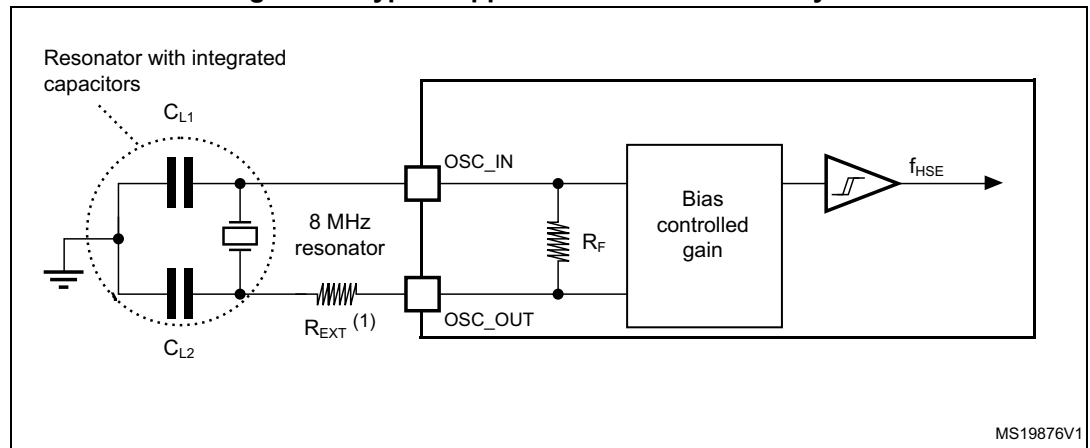 Resonator with integrated
capacitors
CL1
OSC_IN
fHSE
8 MHz
resonator
RF
Bias
controlled
gain
REXT (1)
OSC_OUT
CL2
MS19876V1